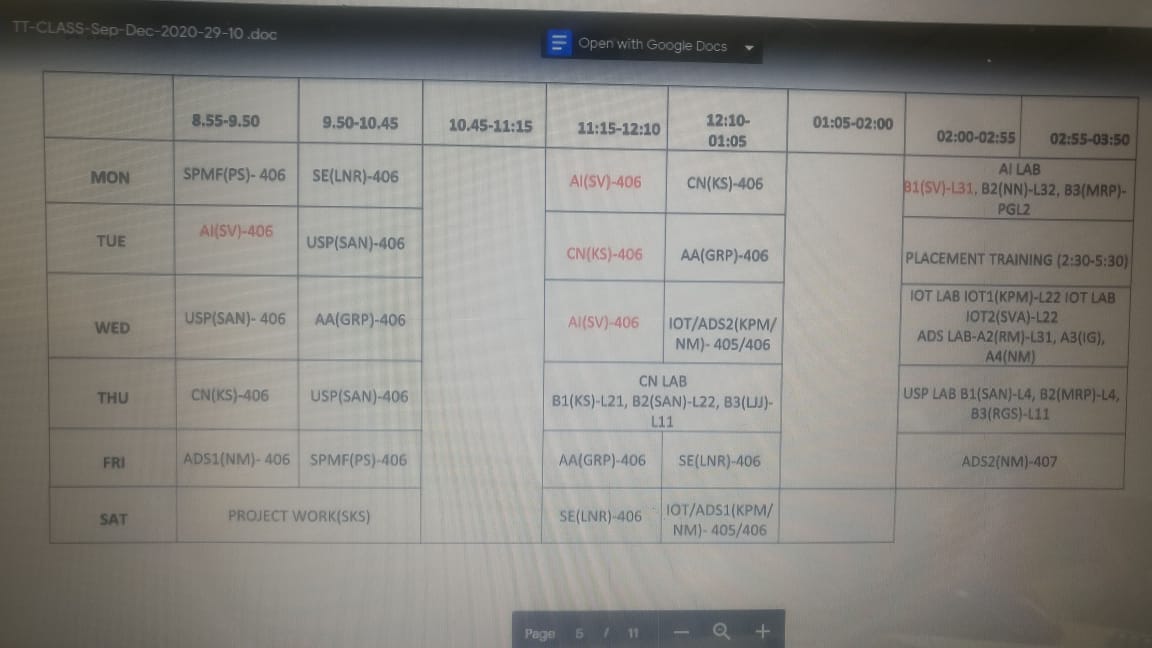 TT-CLASS-Sep-Dec-2020-29-10 .doc
Open with Google Docs
8.55-9.50 9.50-10.45 10.45-11:15 11:15-12:10 12:10- 01:05-02:00 02:00-02:55 02:55-03:50
01:05
MON SPMF(PS)- 406 SE(LNR)-406 AI(SV)-406 CN(KS)-406 AI LAB
B1(SV)-L31, B2(NN)-L32, B3(MRP)-
PGL2
TUE AI(SV)-406 USP(SAN)-406 CN(KS)-406 AA(GRP)-406 PLACEMENT TRAINING (2:30-5:30)
WED USP(SAN)- 406 AA(GRP)-406 AI(SV)-406 IOT/ADS2(KPM/
NM)- 405/406
IOT LAB IOT1(KPM)-L22 IOT LAB
IOT2(SVA)-L22
ADS LAB-A2(RM)-L31, A3(IG),
A4(NM)
THU CN(KS)-406 USP(SAN)-406 CN LAB
B1(KS)-L21, B2(SAN)-L22, B3(LJJ)-
L11
USP LAB B1(SAN)-L4, B2(MRP)-L4,
B3(RGS)-L11
FRI ADS1(NM)- 406 SPMF(PS)-406 AA(GRP)-406 SE(LNR)-406 ADS2(NM)-407
SAT PROJECT WORK(SKS) SE(LNR)-406 IOT/ADS1(KPM/
NM)- 405/406
Page 5 / 11